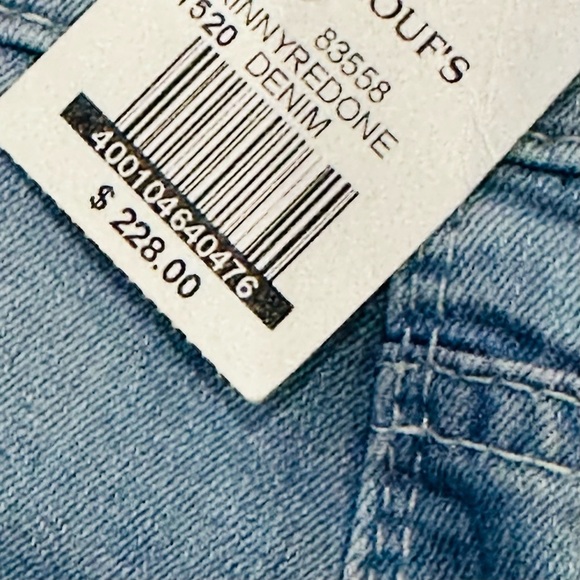 OUF'S
83558
INNYREDONE
1520 DENIM
400104640476
$ 228.00